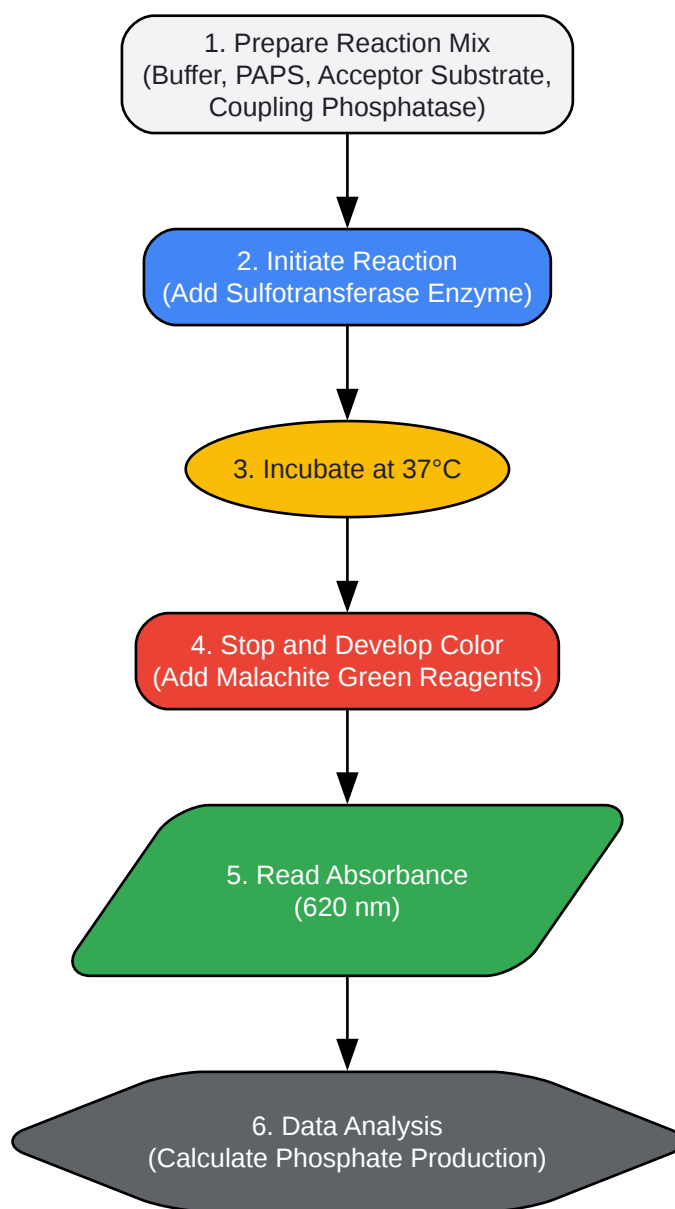 1. Prepare Reaction Mix
(Buffer, PAPS, Acceptor Substrate,
Coupling Phosphatase)
2. Initiate Reaction
(Add Sulfotransferase Enzyme)
3. Incubate at 37°C
4. Stop and Develop Color
(Add Malachite Green Reagents)
5. Read Absorbance
(620 nm)
6. Data Analysis
(Calculate Phosphate Production)